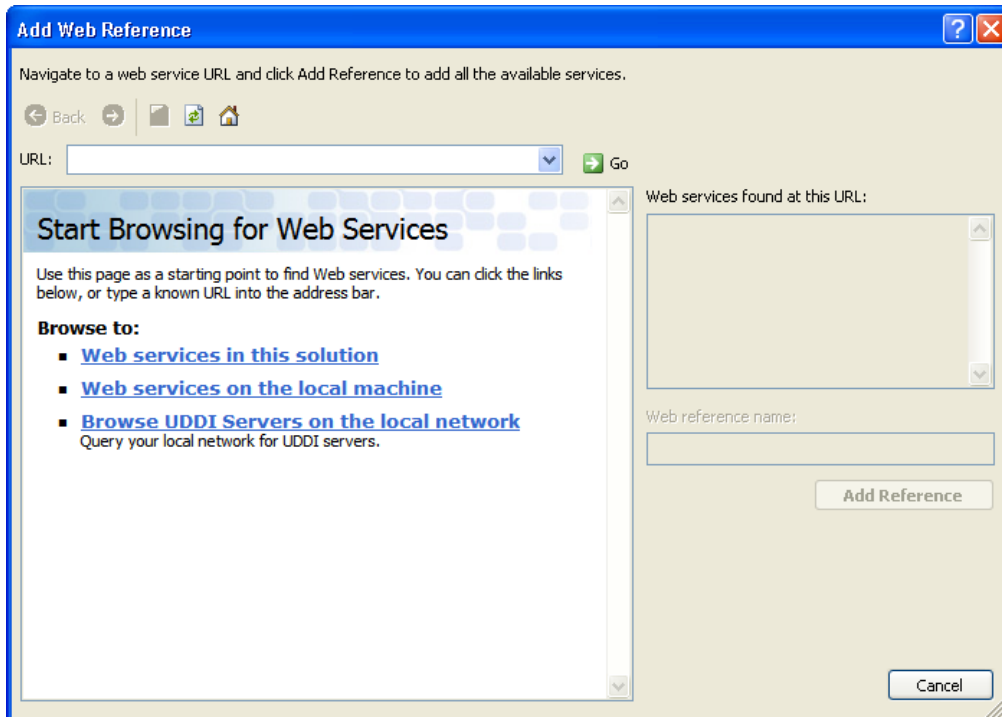 Add Web Reference
Navigate to a web service URL and click Add Reference to add all the available services.
Back
URL:
Go
Start Browsing for Web Services
Use this page as a starting point to find Web services. You can click the links
below, or type a known URL into the address bar.
Browse to:
Web services in this solution
Web services on the local machine
Browse UDDI Servers on the local network
Query your local network for UDDI servers.
Web services found at this URL:
Web reference name:
Add Reference
Cancel